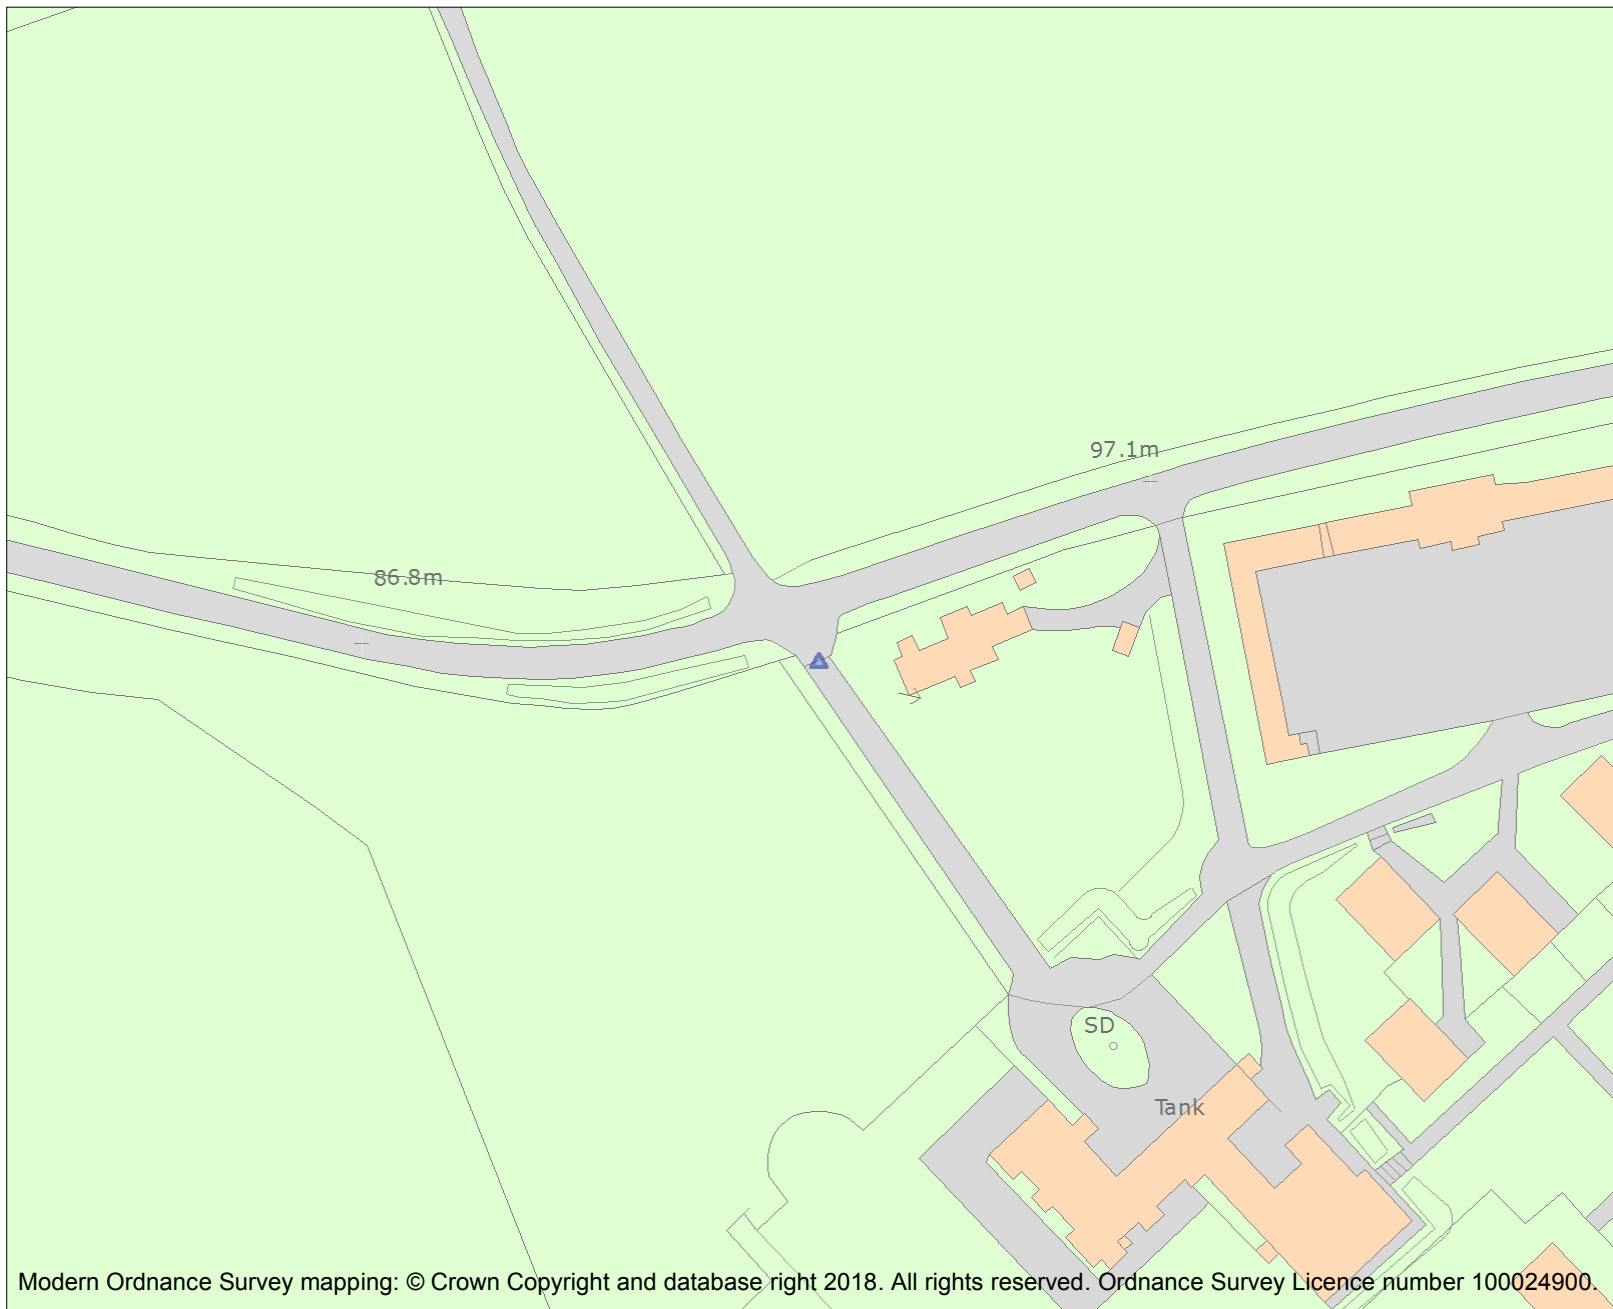 97.1m
86.8m
SD
Tank
Modern Ordnance Survey mapping: © Crown Copyright and database right 2018. All rights reserved. Ordnance Survey Licence number 100024900.